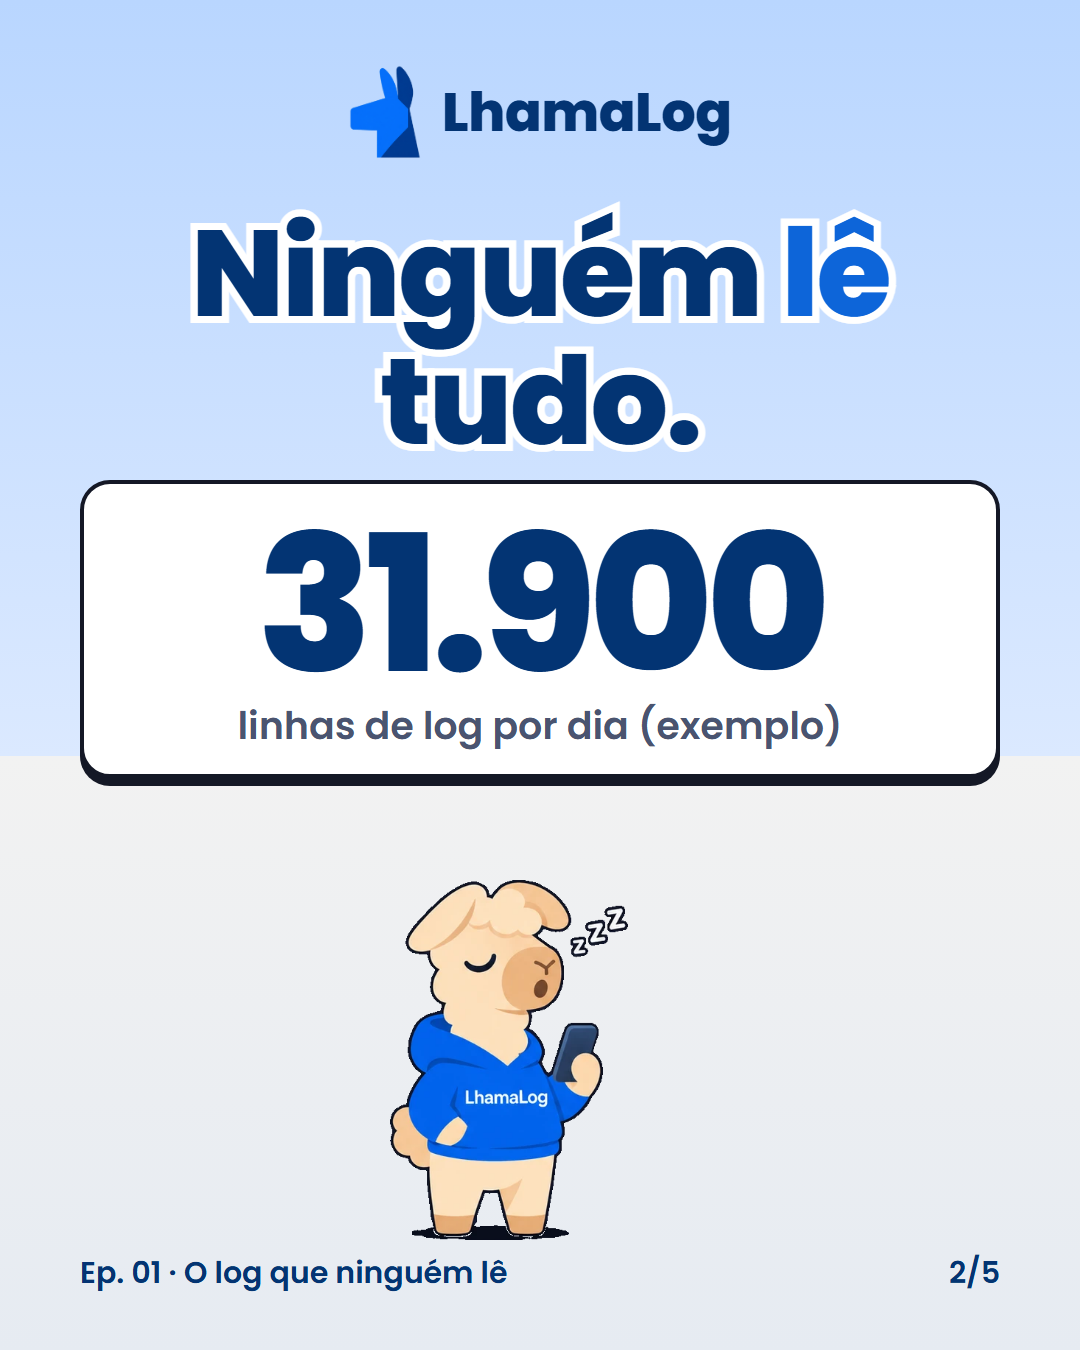 LhamaLog
Ninguém lê
tudo.
31.900
linhas de log por dia (exemplo)
zzz
LhamaLog
Ep. 01 · O log que ninguém lê
2/5